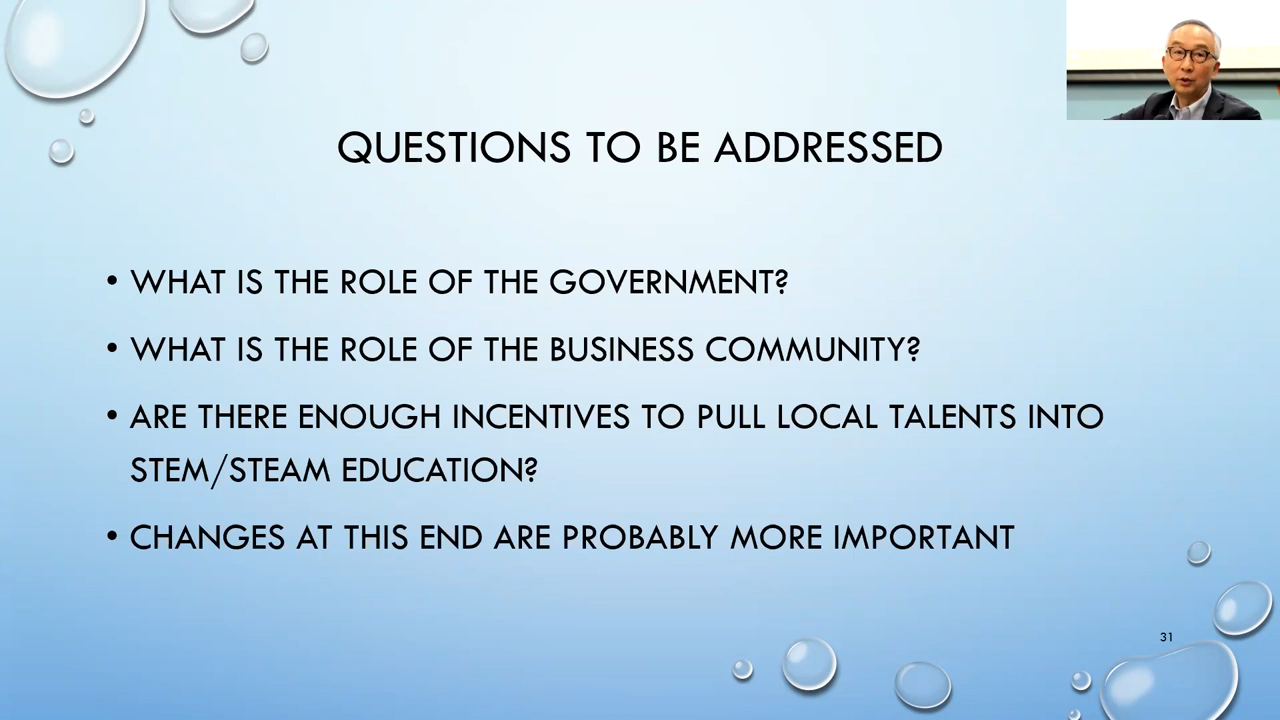 QUESTIONS TO BE ADDRESSED
• WHAT IS THE ROLE OF THE GOVERNMENT?
• WHAT IS THE ROLE OF THE BUSINESS COMMUNITY?
• ARE THERE ENOUGH INCENTIVES TO PULL LOCAL TALENTS INTO
STEM/STEAM EDUCATION?
• CHANGES AT THIS END ARE PROBABLY MORE IMPORTANT
31